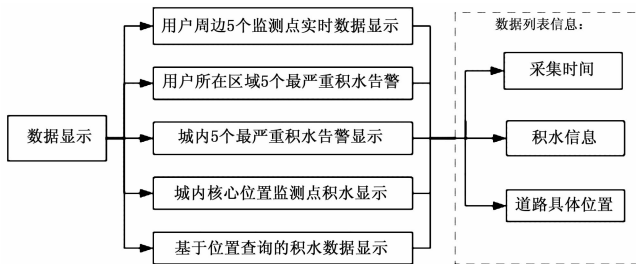 数据显示
用户周边5个监测点实时数据显示
用户所在区域5个最严重积水告警
城内5个最严重积水告警显示
城内核心位置监测点积水显示
基于位置查询的积水数据显示
数据列表信息：
采集时间
积水信息
道路具体位置